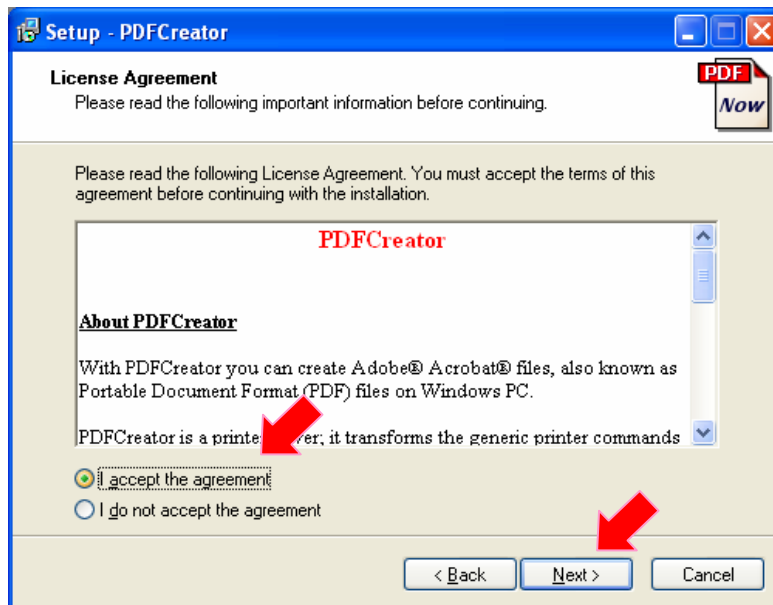 Setup - PDFCreator
License Agreement
Please read the following important information before continuing.
PDF
Now
Please read the following License Agreement. You must accept the terms of this
agreement before continuing with the installation.
PDFCreator
About PDFCreator
With PDFCreator you can create Adobe® Acrobat® files, also known as
Portable Document Format (PDF) files on Windows PC.
PDFCreator is a printer; it transforms the generic printer commands
I accept the agreement
I do not accept the agreement
< Back
Next >
Cancel